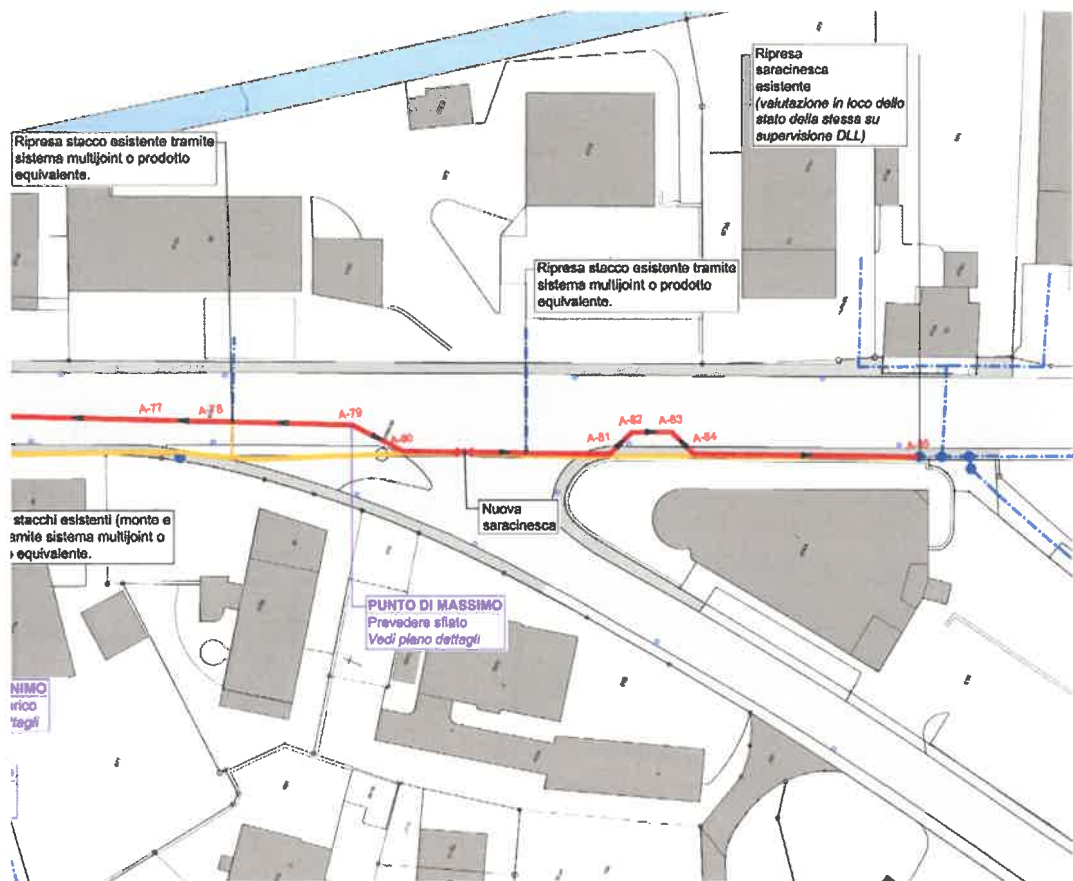 Ripresa
saracinesca
esistente
(valutazione in loco dello
stato della stessa su
supervisione DLL)
Ripresa stacco esistente tramite
sistema multijoint o prodotto
equivalente.
Ripresa stacco esistente tramite
sistema multijoint o prodotto
equivalente.
A-77
A-78
A-79
A-80
A-81
A-82
A-83
A-84
Nuova
saracinesca
stacchi esistenti (monte e
amite sistema multijoint o
equivalente.
PUNTO DI MASSIMO
Prevedere sfiato
Vedi piano dettagli
NIMO
rico
ttagli